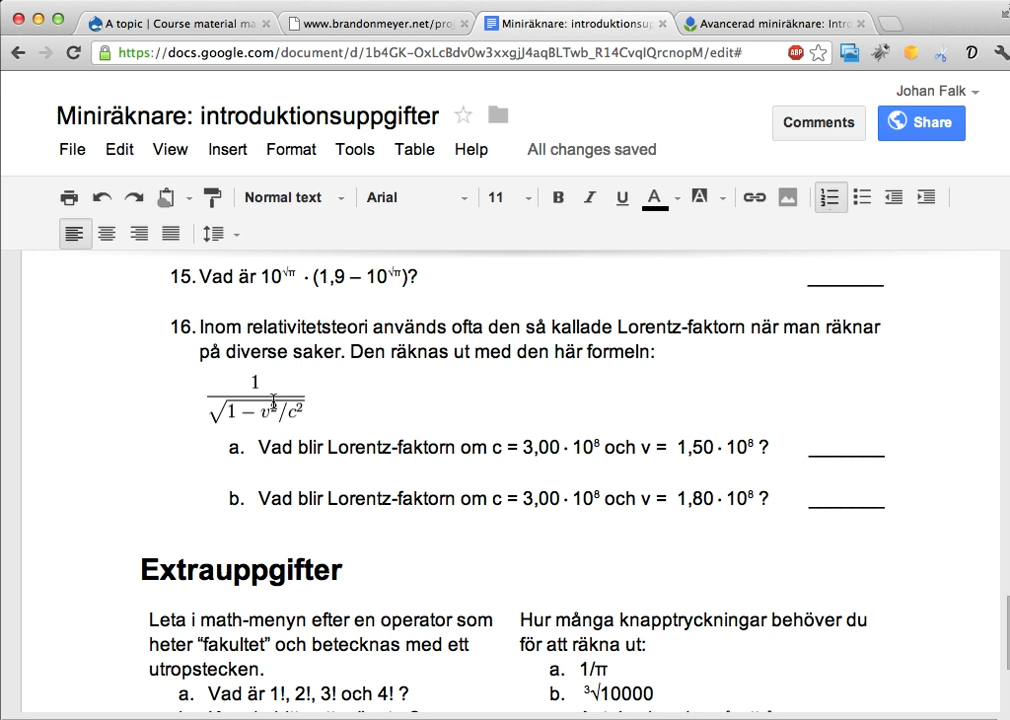 A topic | Course material ma
www.brandonmeyer.net/proj
Miniräknare: introduktionsu
Avancerad miniräknare: Intro
https://docs.google.com/document/d/1b4GK-OxLcBdv0w3xxgjJ4aqBLTwb_R14CvqlQrcnopM/edit#
ABP
Johan Falk
Miniräknare: introduktionsuppgifter
Comments
Share
File Edit View Insert Format Tools Table Help All changes saved
Normal text Arial 11 B I U A A
15. Vad är 10^√π · (1,9 – 10^√π)?
16. Inom relativitetsteori används ofta den så kallade Lorentz-faktorn när man räknar
på diverse saker. Den räknas ut med den här formeln:
1
√1 − v²/c²
a. Vad blir Lorentz-faktorn om c = 3,00 · 10⁸ och v = 1,50 · 10⁸ ?
b. Vad blir Lorentz-faktorn om c = 3,00 · 10⁸ och v = 1,80 · 10⁸ ?
Extrauppgifter
Leta i math-menyn efter en operator som
heter “fakultet” och betecknas med ett
utropstecken.
a. Vad är 1!, 2!, 3! och 4! ?
Hur många knapptryckningar behöver du
för att räkna ut:
a. 1/π
b. ³√10000